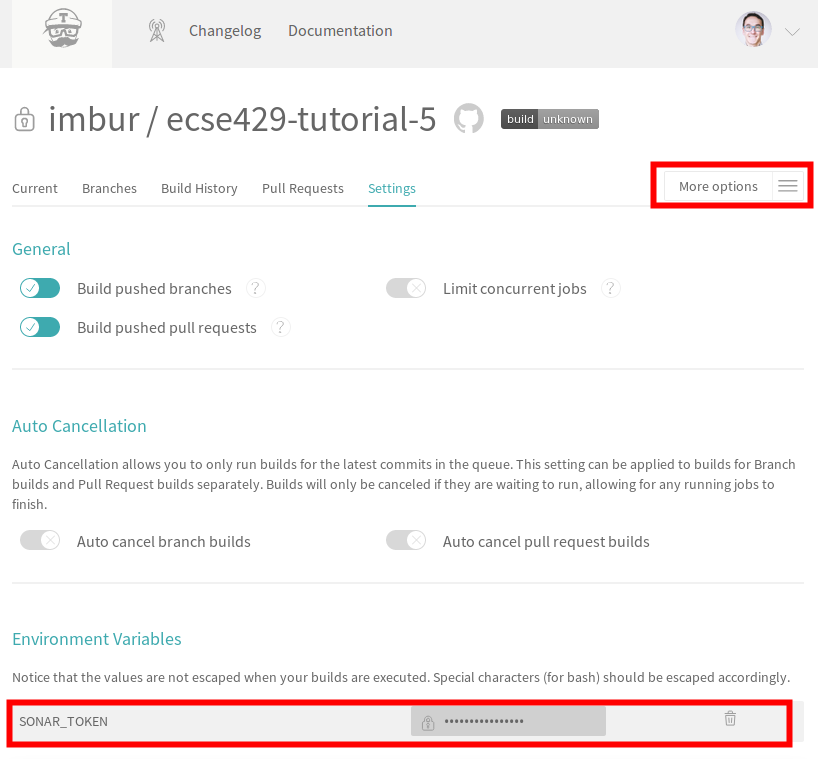 Changelog Documentation
imbur / ecse429-tutorial-5 build unknown
Current Branches Build History Pull Requests Settings More options
General
Build pushed branches ? Limit concurrent jobs ?
Build pushed pull requests ?
Auto Cancellation
Auto Cancellation allows you to only run builds for the latest commits in the queue. This setting can be applied to builds for Branch
builds and Pull Request builds separately. Builds will only be canceled if they are waiting to run, allowing for any running jobs to
finish.
Auto cancel branch builds Auto cancel pull request builds
Environment Variables
Notice that the values are not escaped when your builds are executed. Special characters (for bash) should be escaped accordingly.
SONAR_TOKEN ••••••••••••••••